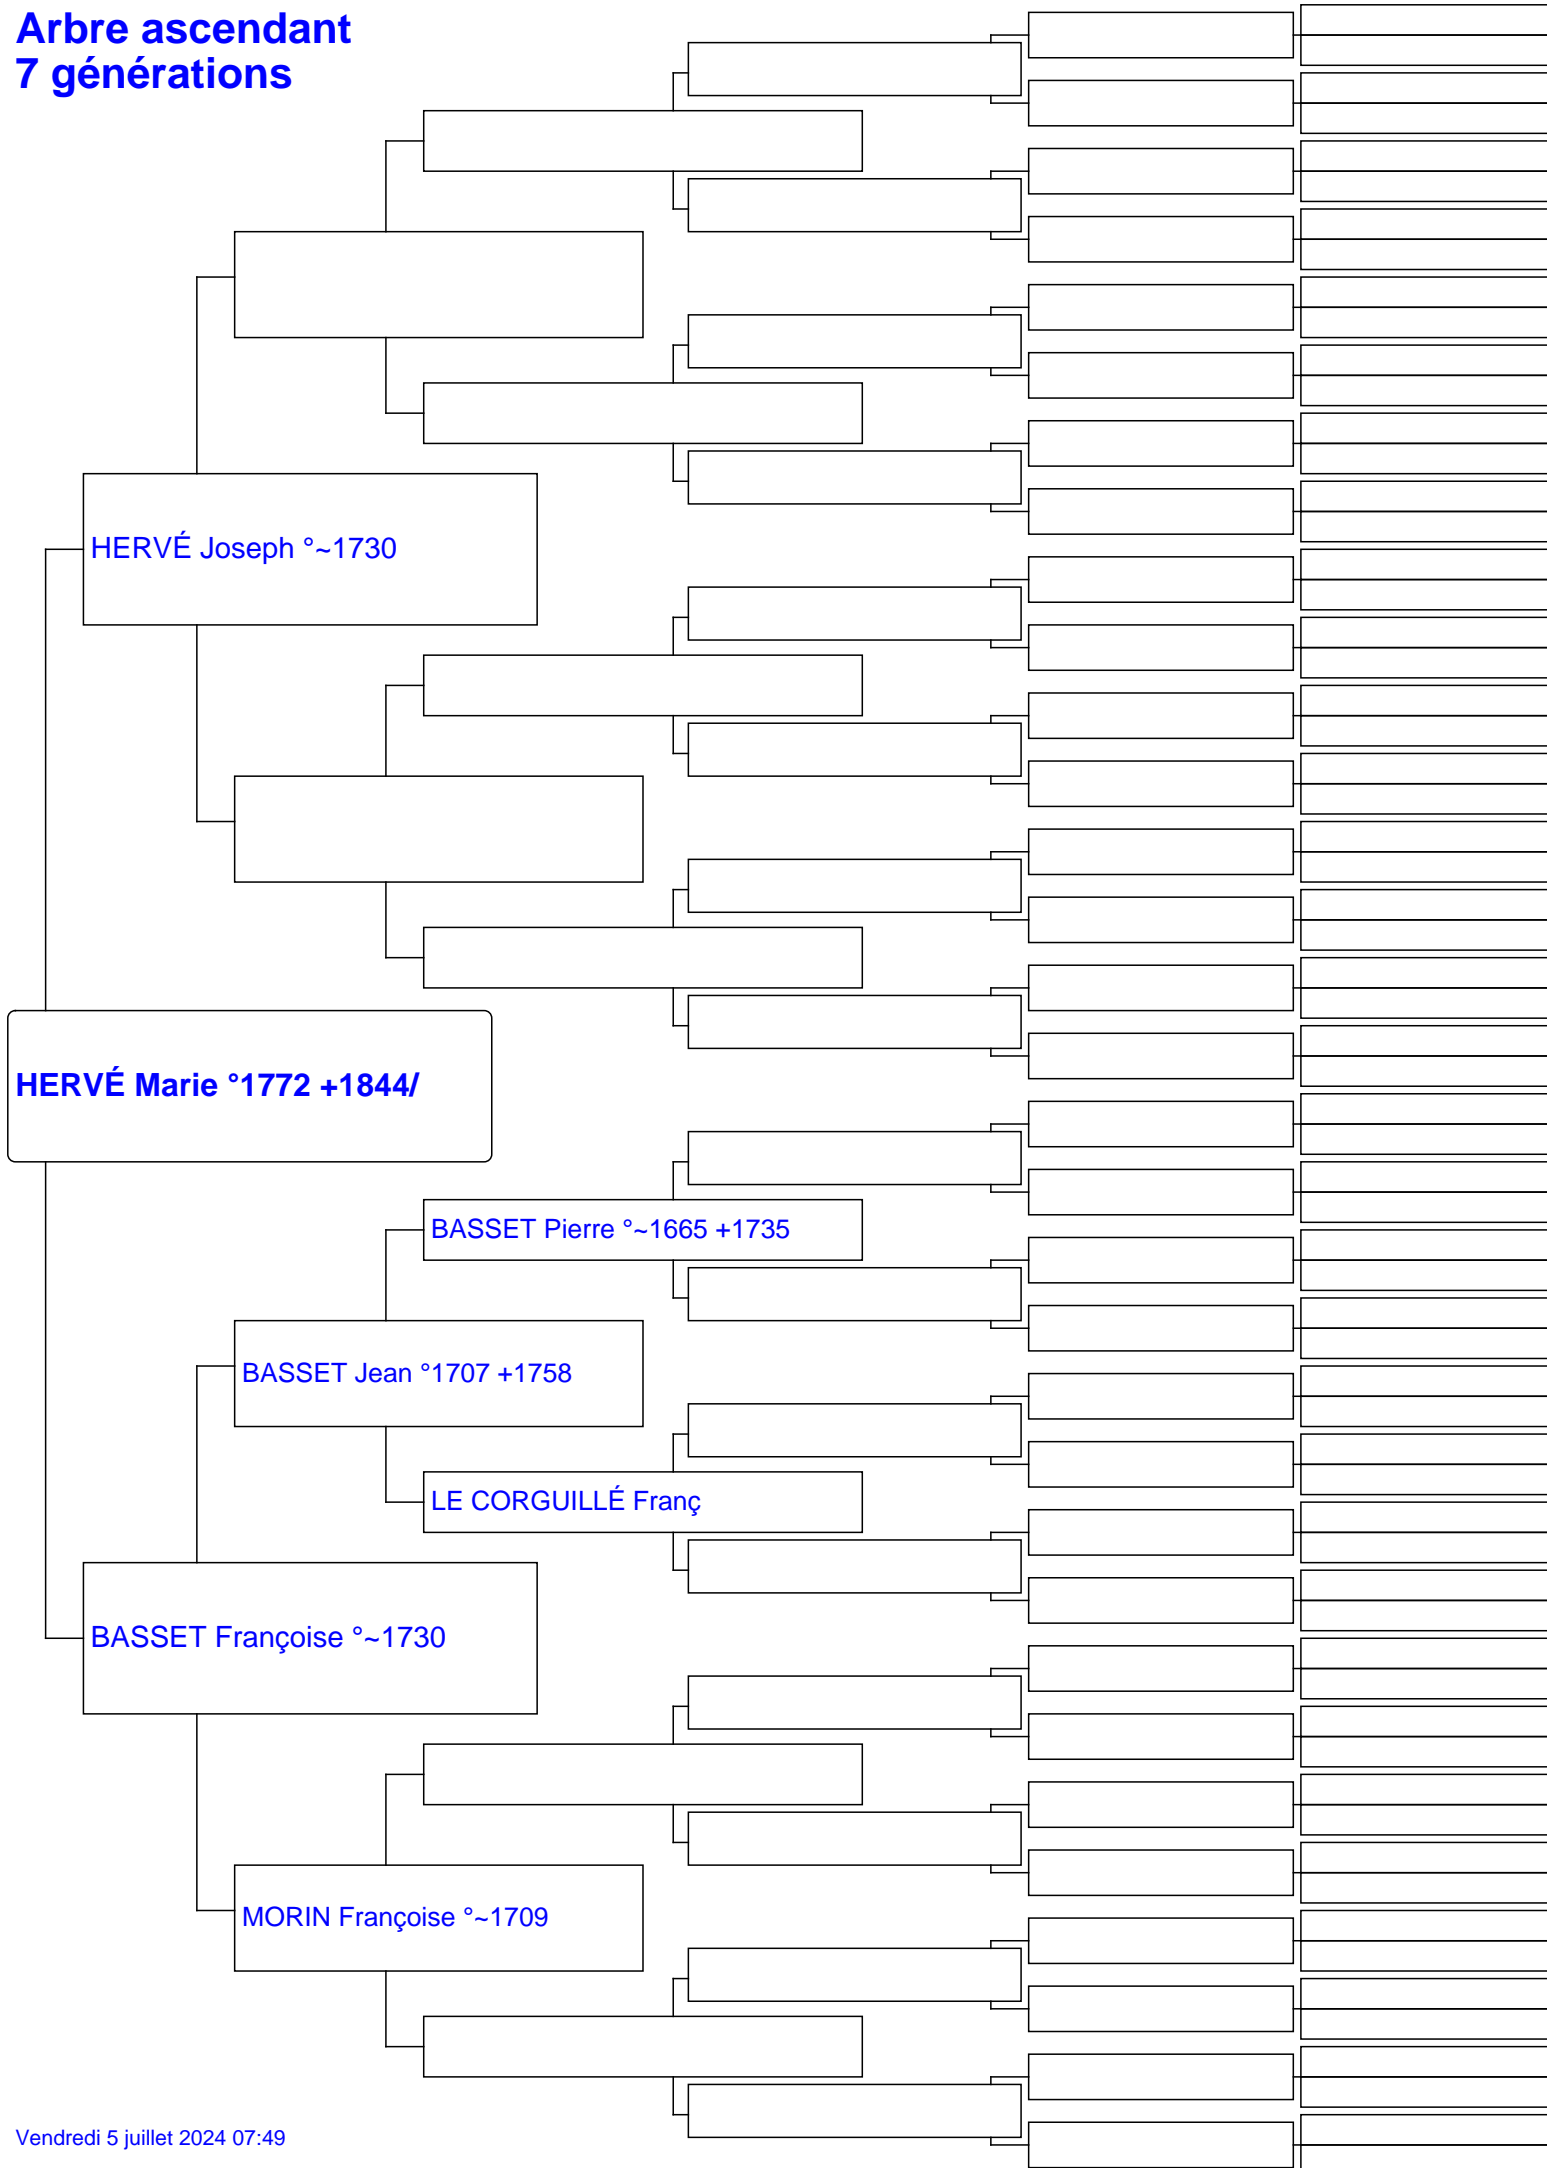 Arbre ascendant
7 générations
HERVÉ Joseph °~1730
HERVÉ Marie °1772 +1844/
BASSET Pierre °~1665 +1735
BASSET Jean °1707 +1758
LE CORGUILLÉ Franç
BASSET Françoise °~1730
MORIN Françoise °~1709
Vendredi 5 juillet 2024 07:49